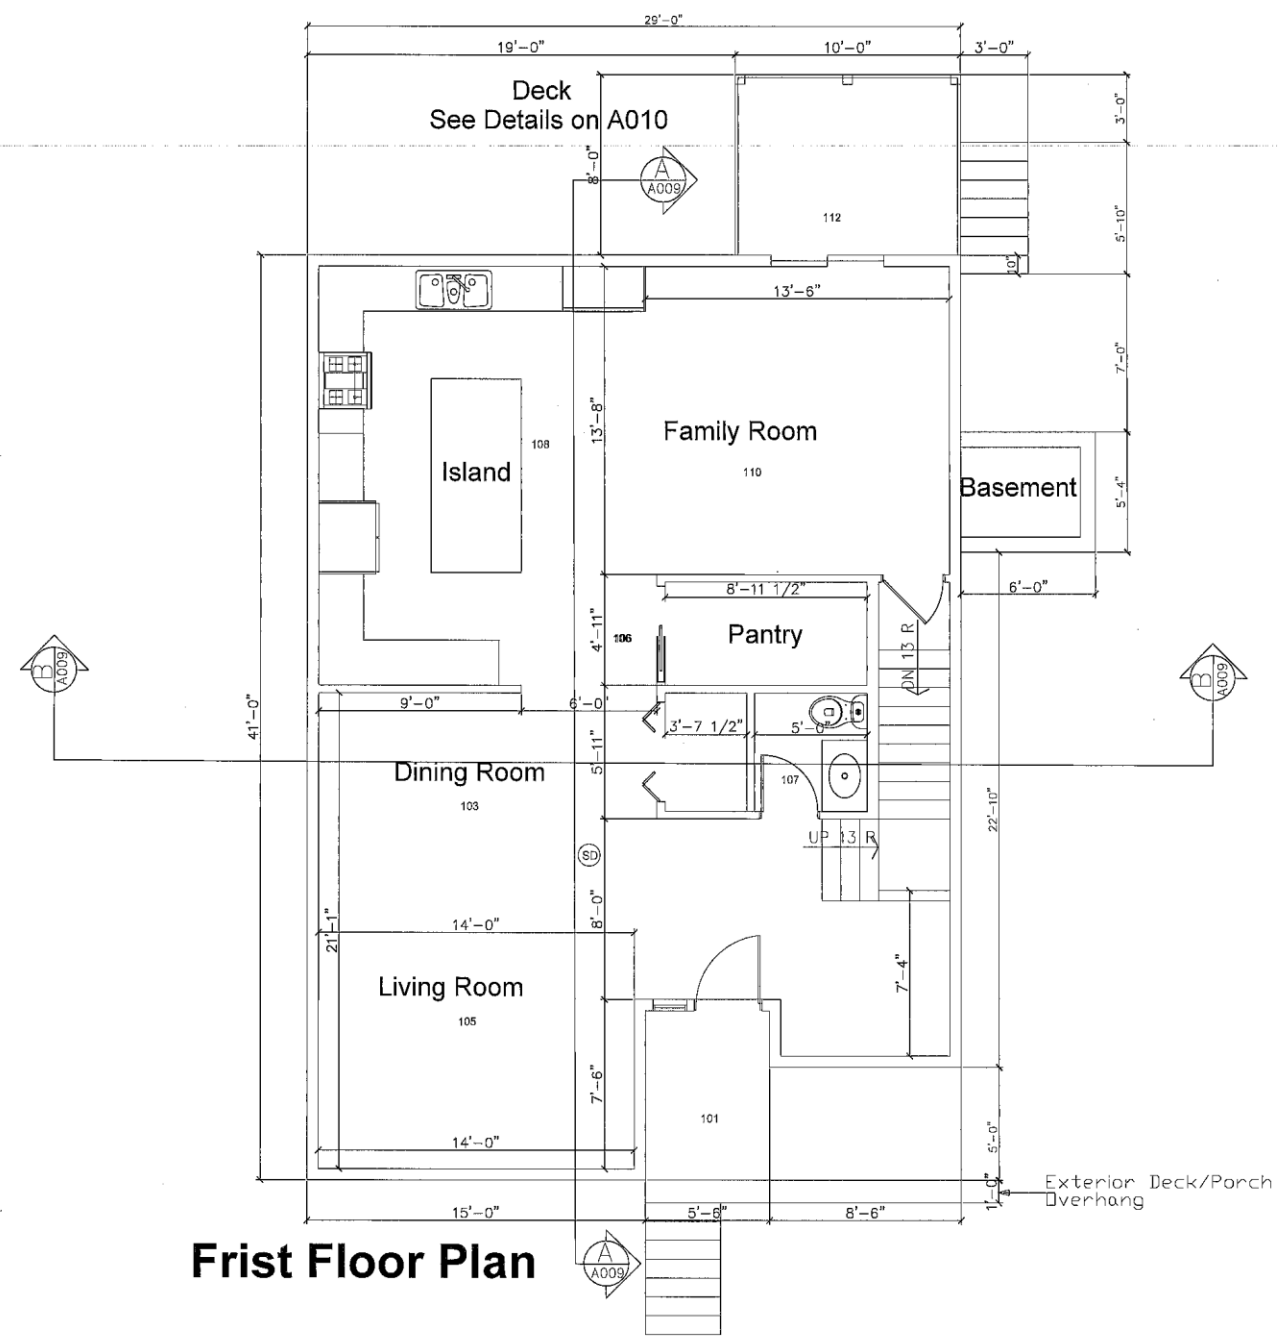 29'-0"
19'-0"
10'-0"
3'-0"
Deck
See Details on A010
3'-0"
8'-0"
A
A009
112
5'-10"
10"
13'-6"
7'-0"
13'-8"
Family Room
108
110
Island
Basement
5'-4"
8'-11 1/2"
6'-0"
4'-11"
106
Pantry
DN 13 R
B
A009
B
A009
41'-0"
9'-0"
6'-0"
3'-7 1/2"
5'-0"
5'-11"
Dining Room
103
107
22'-10"
UP 13 R
SD
21'-1"
14'-0"
8'-0"
7'-4"
Living Room
105
7'-6"
101
14'-0"
5'-0"
1'-0"
Exterior Deck/Porch
Overhang
15'-0"
5'-6"
8'-6"
Frist Floor Plan
A
A009